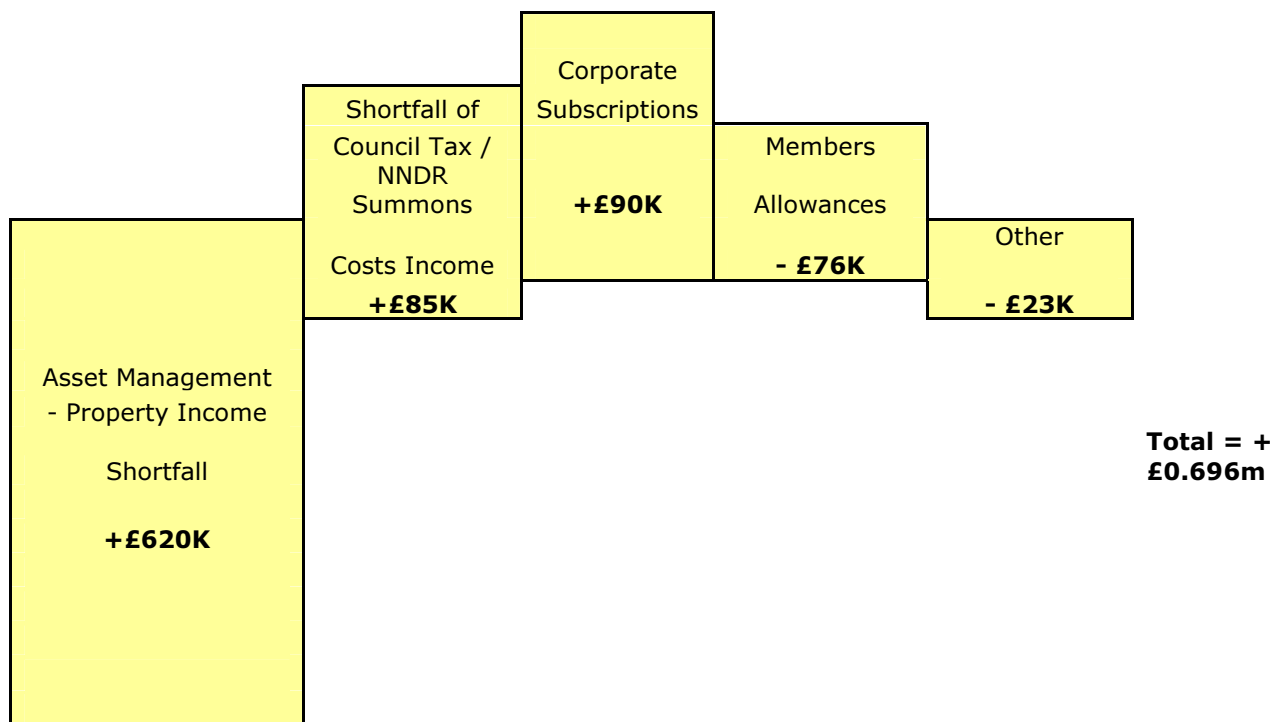 Asset Management
- Property Income
Shortfall
+£620K
Shortfall of
Council Tax /
NNDR
Summons
Costs Income
+£85K
Corporate
Subscriptions
+£90K
Members
Allowances
- £76K
Other
- £23K
Total = +
£0.696m